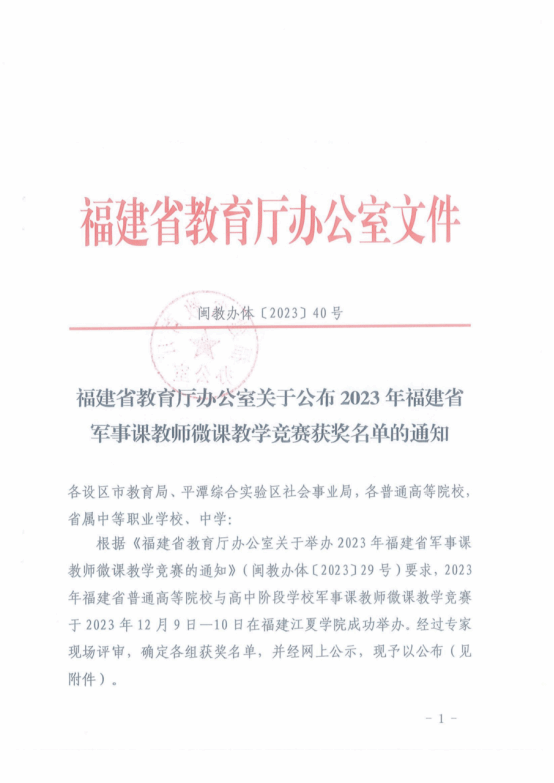 福建省教育厅办公室文件
闽教办体〔2023〕40号
福建省教育厅办公室关于公布2023年福建省
军事课教师微课教学竞赛获奖名单的通知
各设区市教育局、平潭综合实验区社会事业局，各普通高等院校，
省属中等职业学校、中学：
根据《福建省教育厅办公室关于举办2023年福建省军事课
教师微课教学竞赛的通知》（闽教办体〔2023〕29号）要求，2023
年福建省普通高等院校与高中阶段学校军事课教师微课教学竞赛
于2023年12月9日—10日在福建江夏学院成功举办。经过专家
现场评审，确定各组获奖名单，并经网上公示，现予以公布（见
附件）。
- 1 -